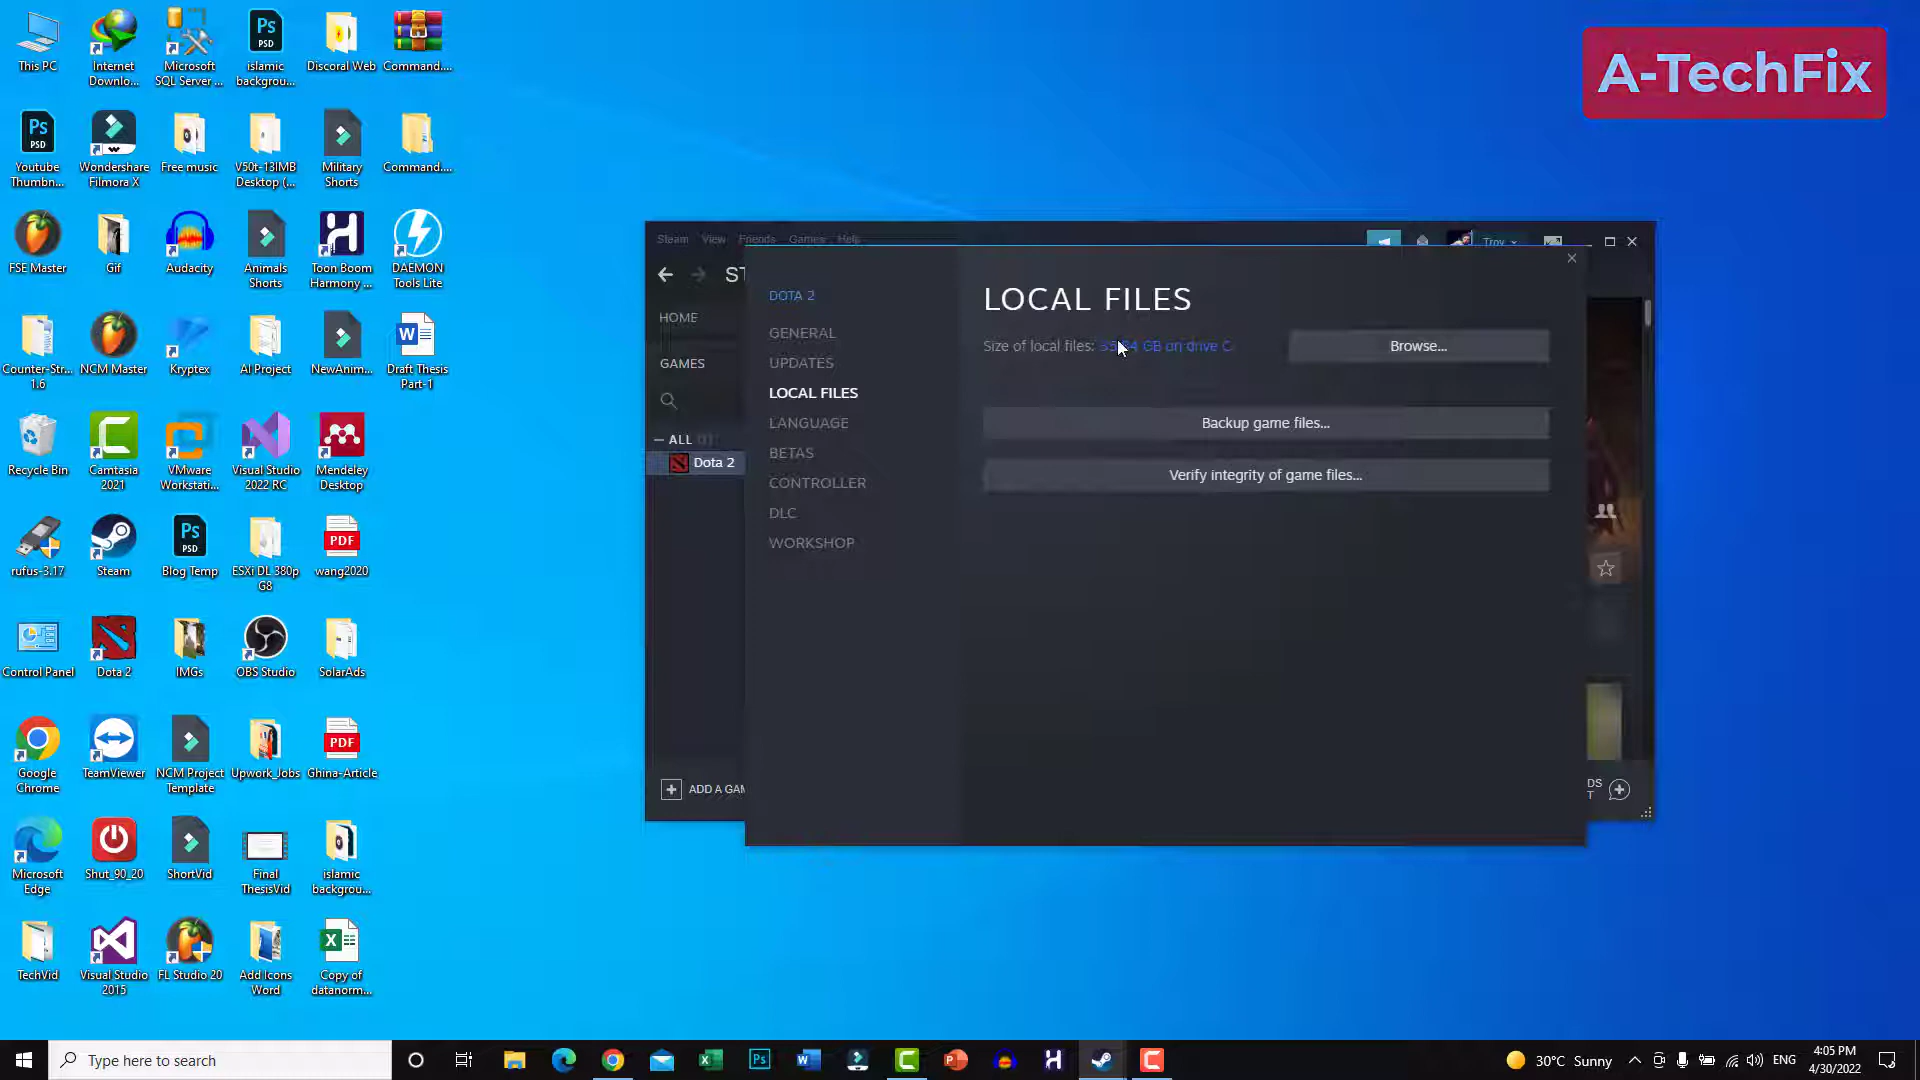 This PC
Internet
Downlo...
Microsoft
SQL Server ...
islamic
backgrou...
Discoral Web
Command....
Youtube
Thumbn...
Wondershare
Filmora X
Free music
V50t-13IMB
Desktop (...
Military
Shorts
Command....
FSE Master
Gif
Audacity
Animals
Shorts
Toon Boom
Harmony ...
DAEMON
Tools Lite
Counter-Str...
1.6
NCM Master
Kryptex
AI Project
NewAnim...
Draft Thesis
Part-1
Recycle Bin
Camtasia
2021
VMware
Workstati...
Visual Studio
2022 RC
Mendeley
Desktop
rufus-3.17
Steam
Blog Temp
ESXi DL 380p
G8
wang2020
Control Panel
Dota 2
IMGs
OBS Studio
SolarAds
Google
Chrome
TeamViewer
NCM Project
Template
Upwork_Jobs
Ghina-Article
Microsoft
Edge
Shut_90_20
ShortVid
Final
ThesisVid
islamic
backgrou...
TechVid
Visual Studio
2015
FL Studio 20
Add Icons
Word
Copy of
datanorm...
A-TechFix
Steam View Friends Games Help
Troy
ST
HOME
GAMES
ALL
Dota 2
ADD A GAM
DOTA 2
GENERAL
UPDATES
LOCAL FILES
LANGUAGE
BETAS
CONTROLLER
DLC
WORKSHOP
LOCAL FILES
Size of local files: GB on drive C
Browse...
Backup game files...
Verify integrity of game files...
DS
T
Type here to search
30°C Sunny
ENG
4:05 PM
4/30/2022